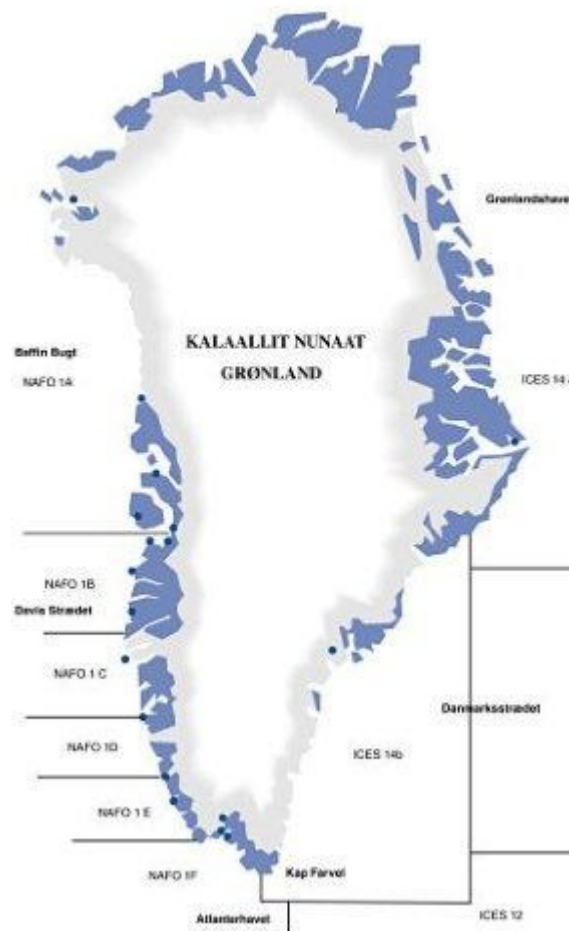 Grønlandshavet
KALAALLIT NUNAAT
GRØNLAND
Baffin Bugt
NAFO 1A
ICES 14
NAFO 1B
Davis Strædet
NAFO 1 C
Danmarksstrædet
NAFO 1D
ICES 14b
NAFO 1 E
NAFO 1F
Kap Farvel
Atlanterhavet
ICES 12